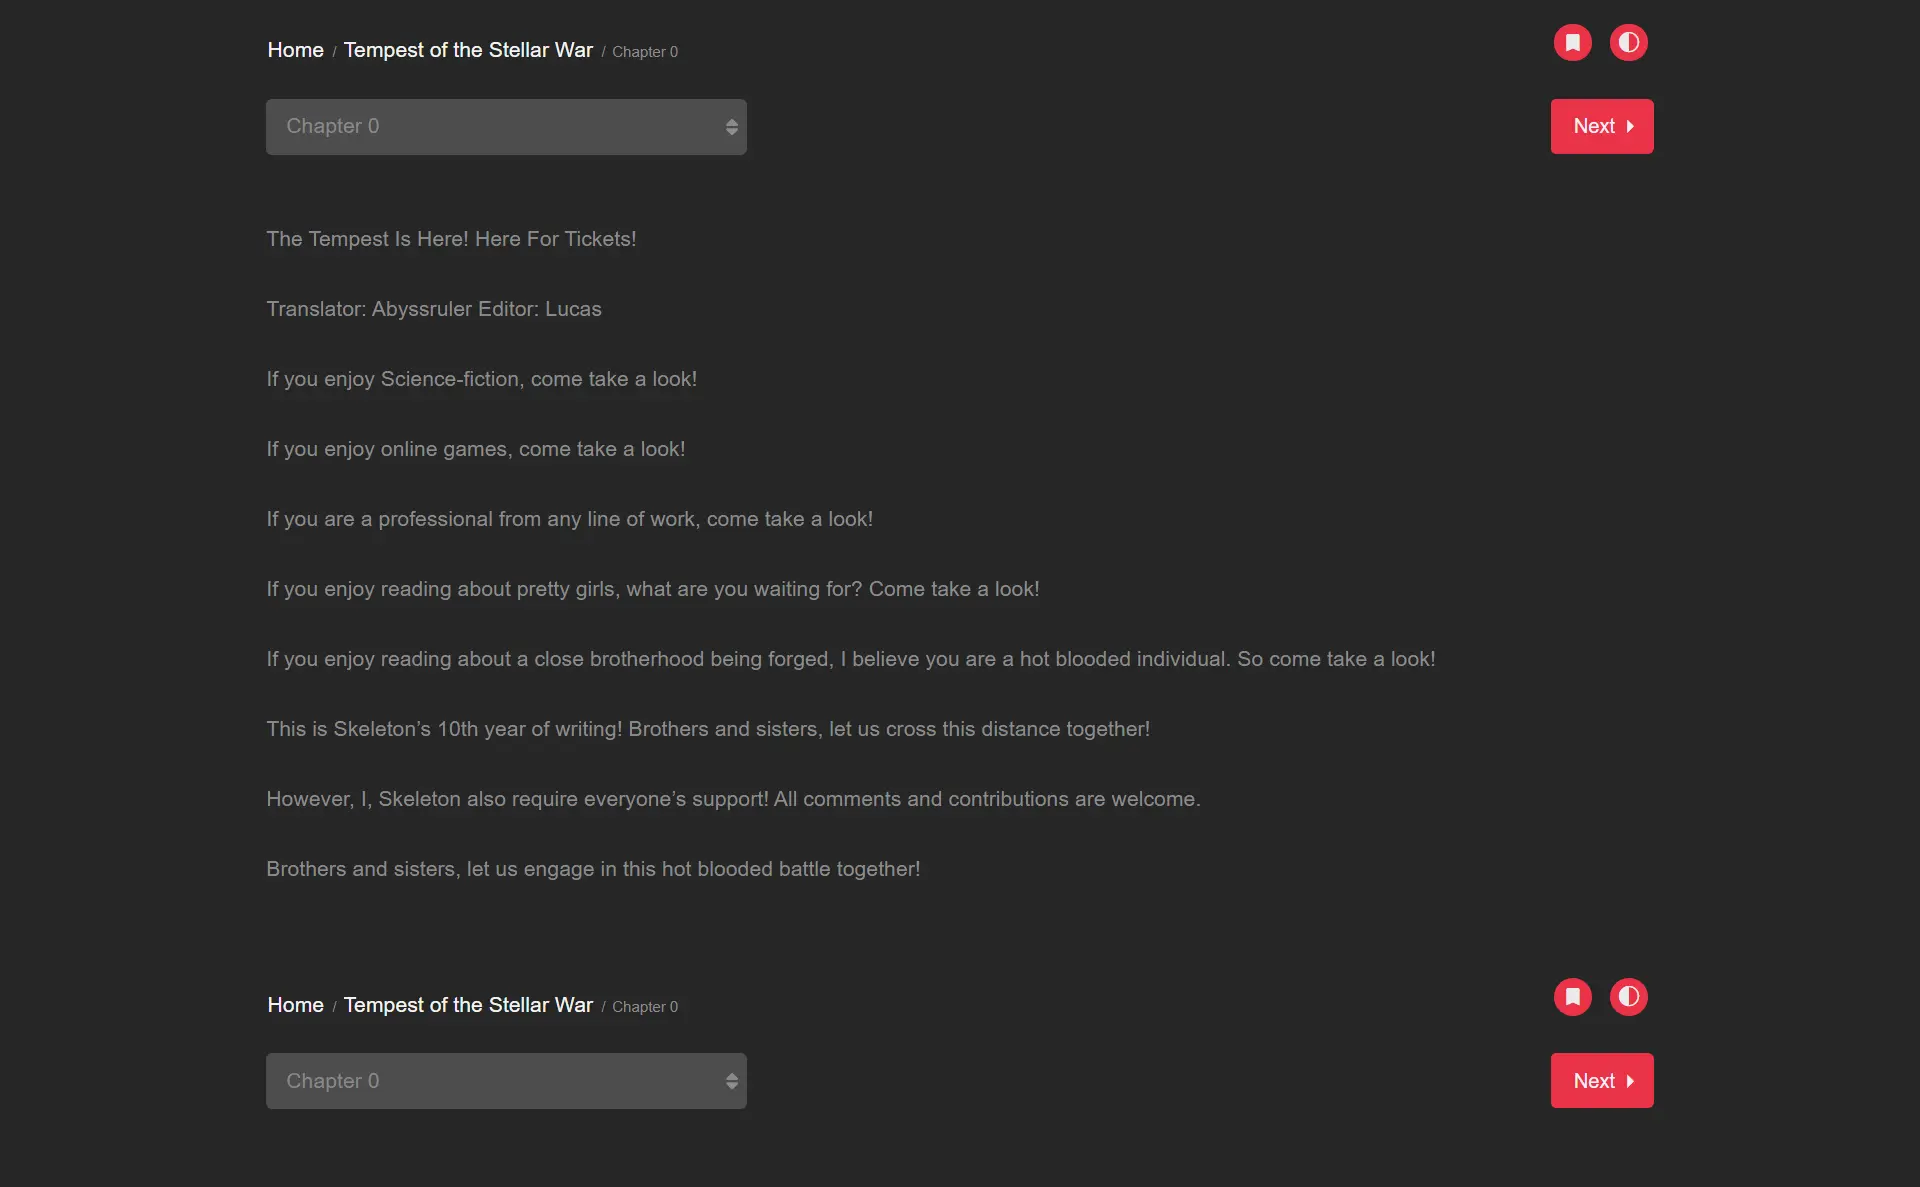 Home / Tempest of the Stellar War / Chapter 0
Chapter 0
Next
The Tempest Is Here! Here For Tickets!
Translator: Abyssruler Editor: Lucas
If you enjoy Science-fiction, come take a look!
If you enjoy online games, come take a look!
If you are a professional from any line of work, come take a look!
If you enjoy reading about pretty girls, what are you waiting for? Come take a look!
If you enjoy reading about a close brotherhood being forged, I believe you are a hot blooded individual. So come take a look!
This is Skeleton’s 10th year of writing! Brothers and sisters, let us cross this distance together!
However, I, Skeleton also require everyone’s support! All comments and contributions are welcome.
Brothers and sisters, let us engage in this hot blooded battle together!
Home / Tempest of the Stellar War / Chapter 0
Chapter 0
Next